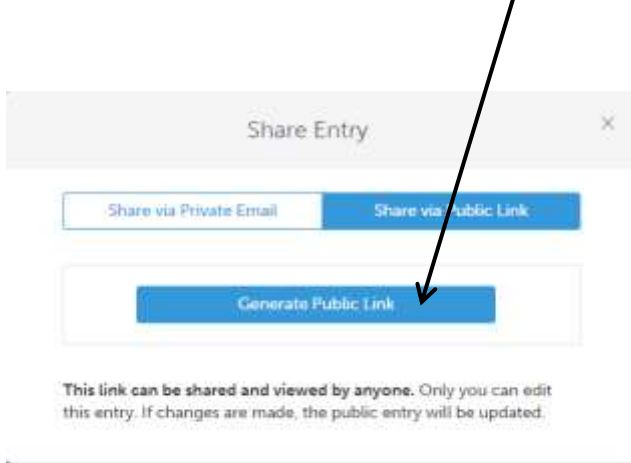 Share Entry
Share via Private Email
Share via Public Link
Generate Public Link
This link can be shared and viewed by anyone. Only you can edit
this entry. If changes are made, the public entry will be updated.